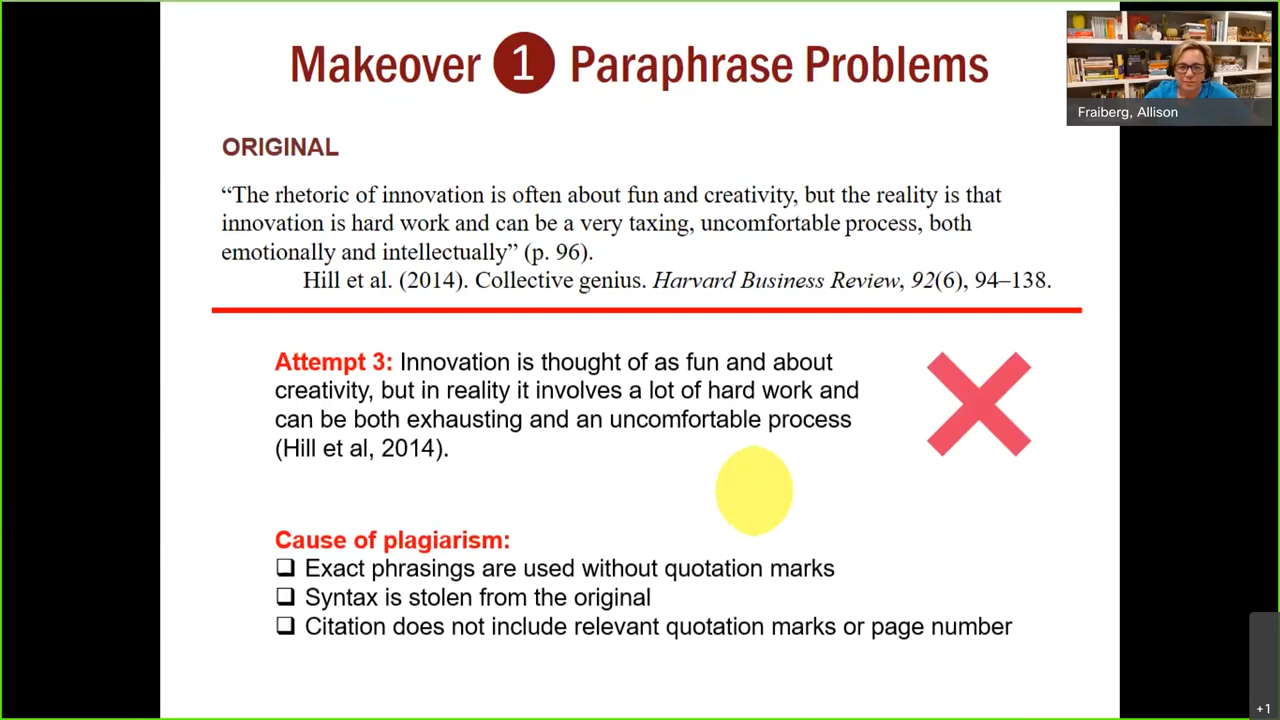 Makeover 1 Paraphrase Problems
Fraiberg, Allison
ORIGINAL
“The rhetoric of innovation is often about fun and creativity, but the reality is that
innovation is hard work and can be a very taxing, uncomfortable process, both
emotionally and intellectually” (p. 96).
Hill et al. (2014). Collective genius. Harvard Business Review, 92(6), 94–138.
Attempt 3: Innovation is thought of as fun and about
creativity, but in reality it involves a lot of hard work and
can be both exhausting and an uncomfortable process
(Hill et al, 2014).
Cause of plagiarism:
❑ Exact phrasings are used without quotation marks
❑ Syntax is stolen from the original
❑ Citation does not include relevant quotation marks or page number
+1